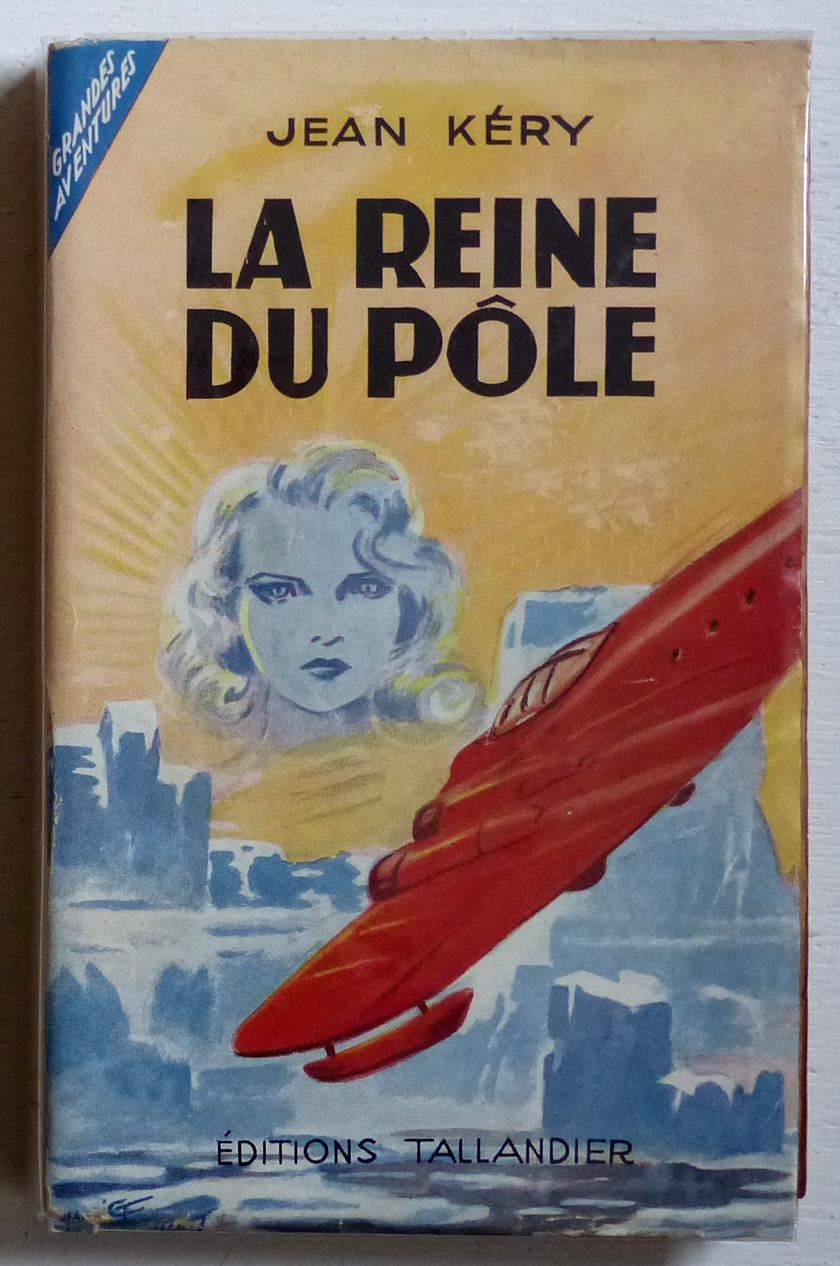 GRANDES
AVENTURES
JEAN KÉRY
LA REINE
DU PÔLE
ÉDITIONS TALLANDIER